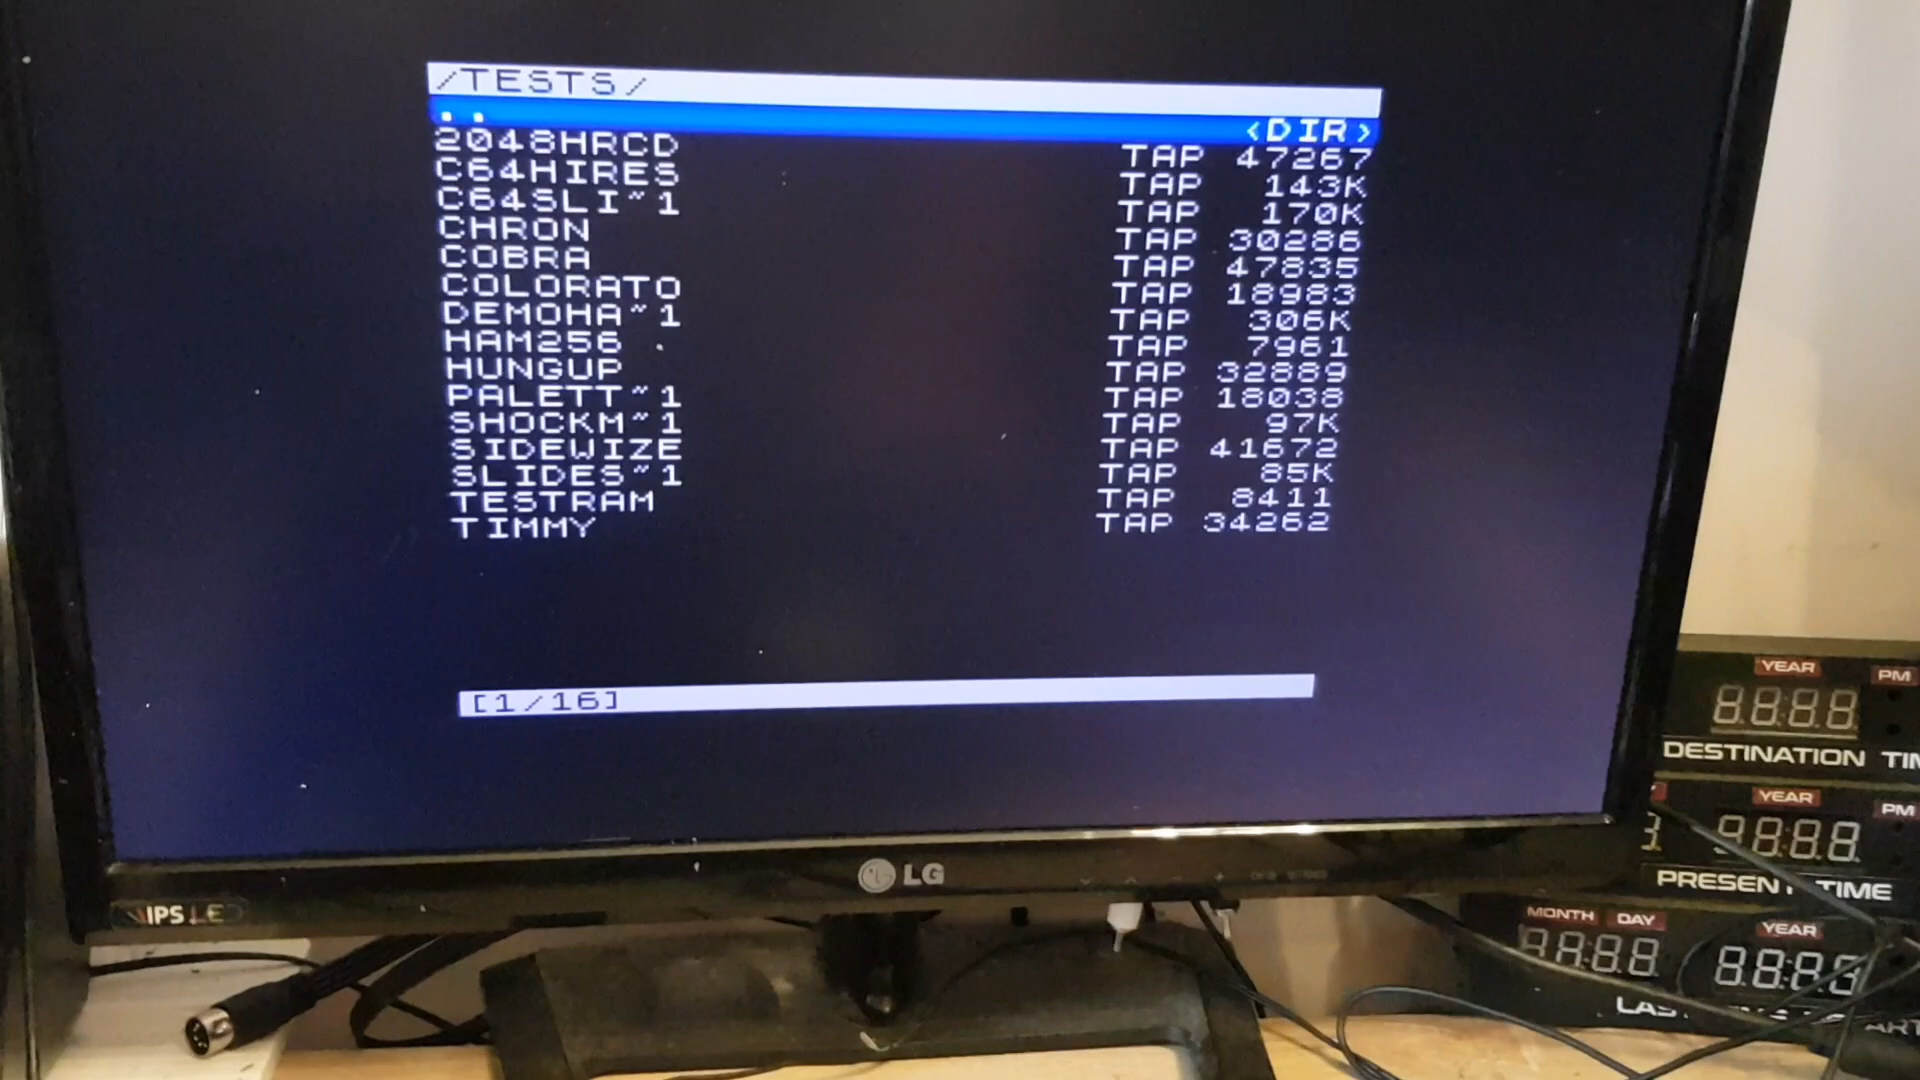 /TESTS/
.. <DIR>
2048HRCD TAP 47267
C64HIRES TAP 143K
C64SLI~1 TAP 170K
CHRON TAP 30286
COBRA TAP 47835
COLORATO TAP 18983
DEMOHA~1 TAP 306K
HAM256 TAP 7961
HUNGUP TAP 32889
PALETT~1 TAP 18038
SHOCKM~1 TAP 97K
SIDEWIZE TAP 41672
SLIDES~1 TAP 85K
TESTRAM TAP 8411
TIMMY TAP 34262
[1/16]
LG
IPS LED
YEAR PM
DESTINATION
YEAR PM
PRESENT TIME
MONTH DAY YEAR